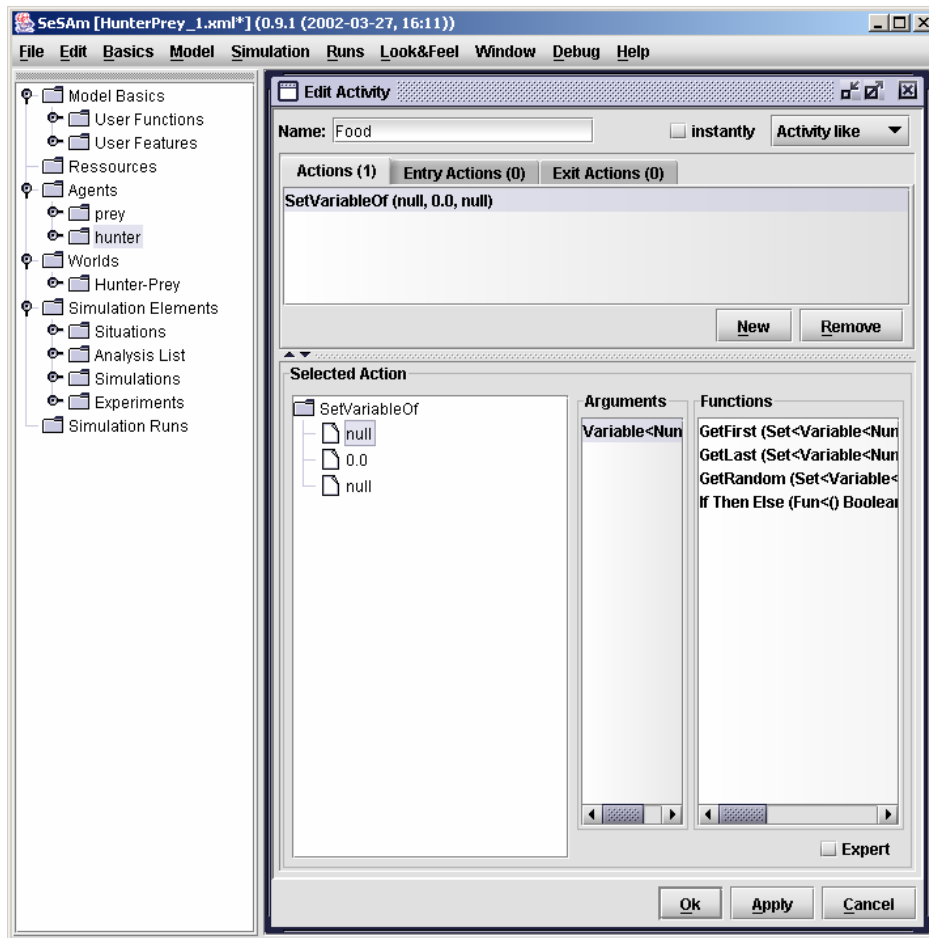 SeSAm [HunterPrey_1.xml*] (0.9.1 (2002-03-27, 16:11))
File Edit Basics Model Simulation Runs Look&Feel Window Debug Help
Model Basics
User Functions
User Features
Ressources
Agents
prey
hunter
Worlds
Hunter-Prey
Simulation Elements
Situations
Analysis List
Simulations
Experiments
Simulation Runs
Edit Activity
Name: Food instantly Activity like
Actions (1) Entry Actions (0) Exit Actions (0)
SetVariableOf (null, 0.0, null)
New Remove
Selected Action
SetVariableOf
null
0.0
null
Arguments
Variable<Nun
Functions
GetFirst (Set<Variable<Nun
GetLast (Set<Variable<Nun
GetRandom (Set<Variable<
If Then Else (Fun<() Boolea
Expert
Ok Apply Cancel